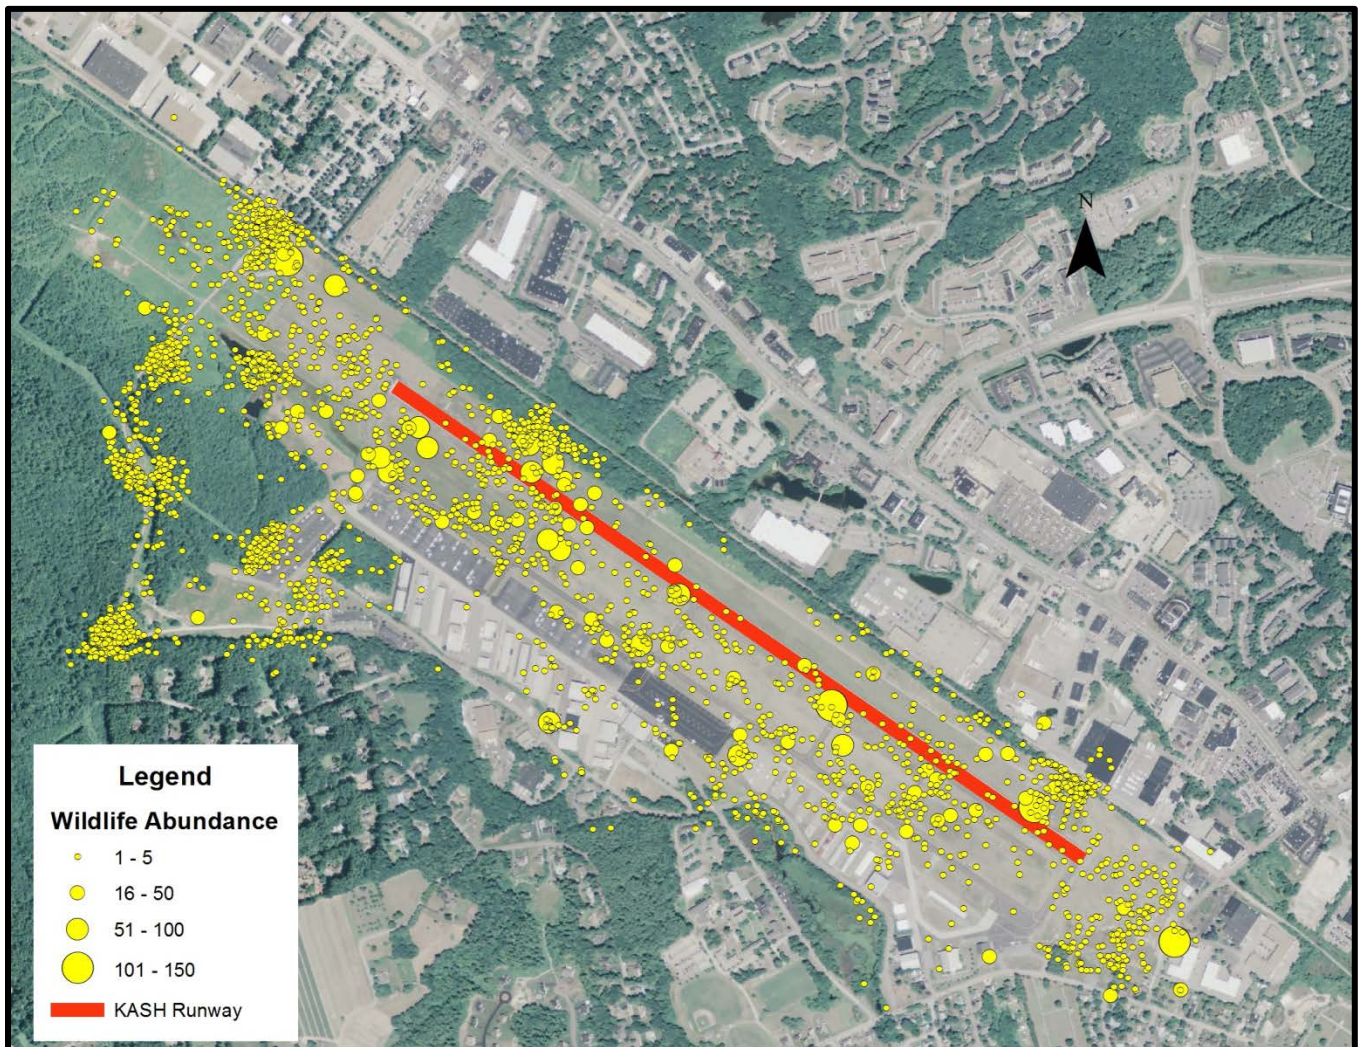 N
Legend
Wildlife Abundance
1 - 5
16 - 50
51 - 100
101 - 150
KASH Runway